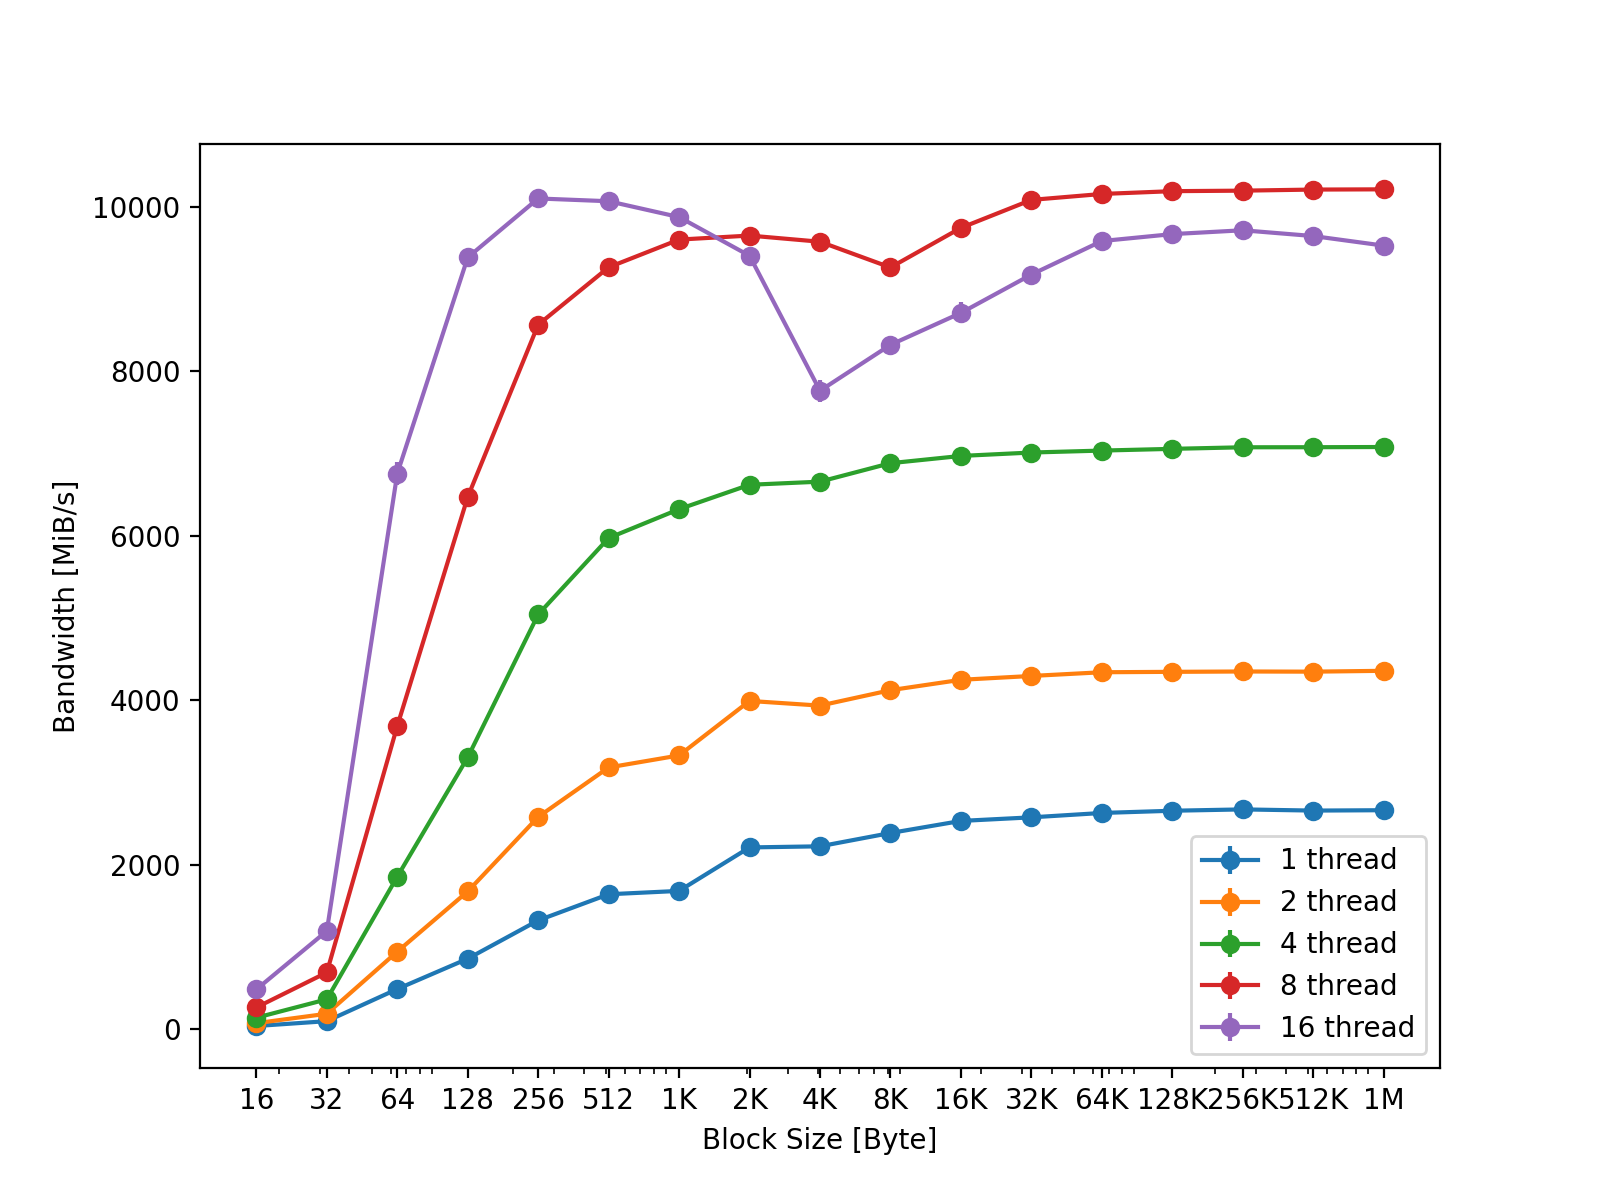 10000
8000
6000
4000
2000
0
Bandwidth [MiB/s]
1 thread
2 thread
4 thread
8 thread
16 thread
16 32 64 128 256 512 1K 2K 4K 8K 16K 32K 64K 128K 256K 512K 1M
Block Size [Byte]